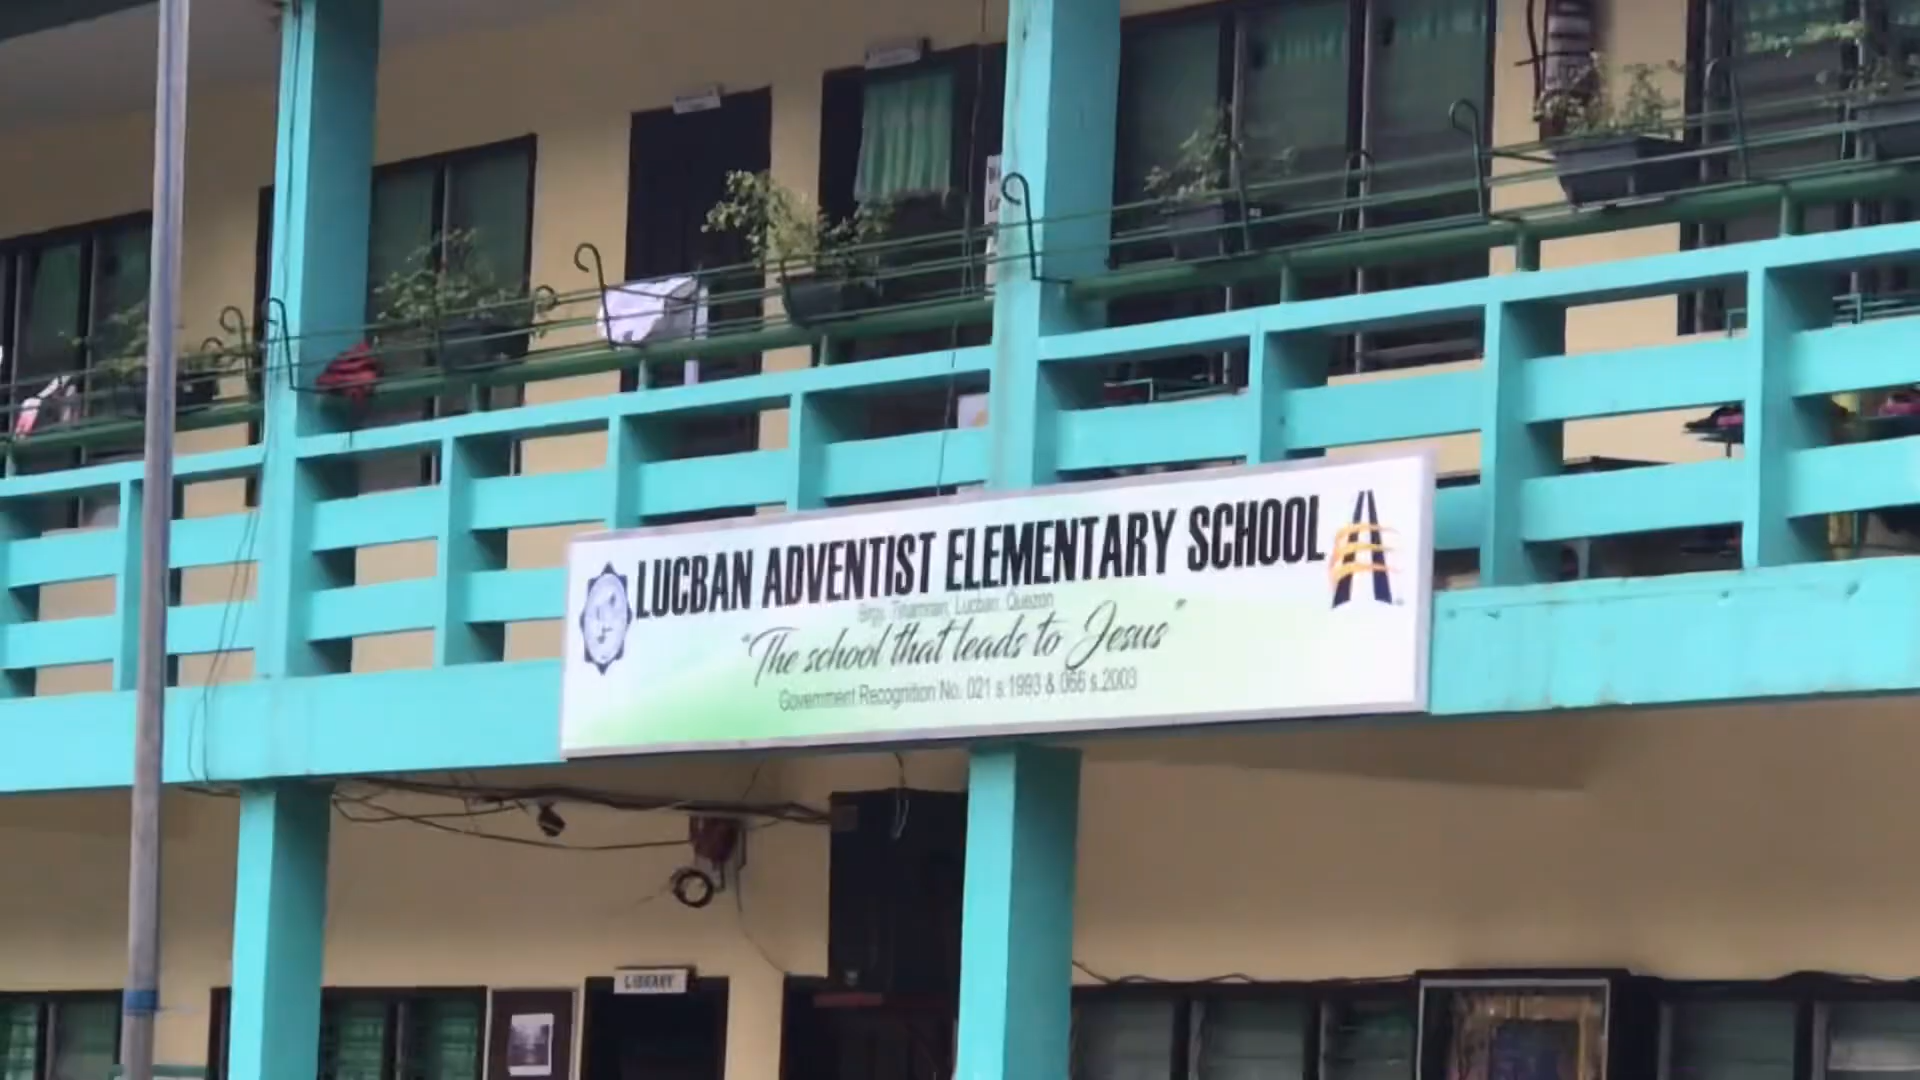 LUCBAN ADVENTIST ELEMENTARY SCHOOL
Brgy. Tinamnan, Lucban, Quezon
"The school that leads to Jesus"
Government Recognition No. 021 s.1993 & 066 s.2003
LIBRARY